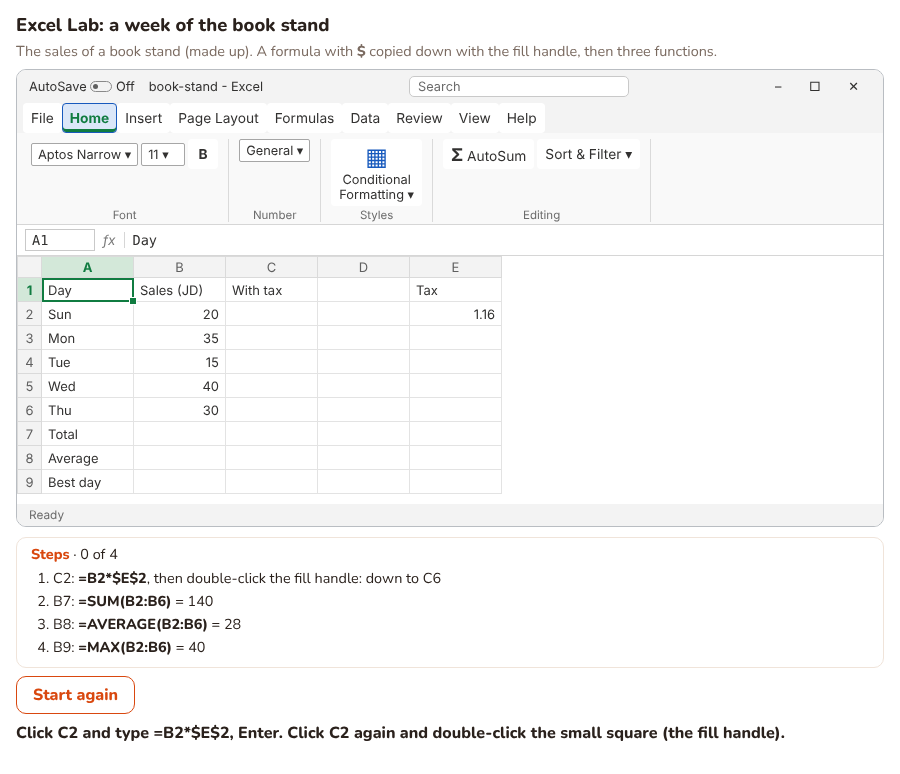 Excel Lab: a week of the book stand
The sales of a book stand (made up). A formula with $ copied down with the fill handle, then three functions.
AutoSave Off book-stand - Excel Search
File Home Insert Page Layout Formulas Data Review View Help
Aptos Narrow ▾ 11 ▾ B General ▾ Conditional Formatting ▾ Σ AutoSum Sort & Filter ▾
Font Number Styles Editing
A1 fx Day
A B C D E
1 Day Sales (JD) With tax Tax
2 Sun 20 1.16
3 Mon 35
4 Tue 15
5 Wed 40
6 Thu 30
7 Total
8 Average
9 Best day
Ready
Steps · 0 of 4
1. C2: =B2*$E$2, then double-click the fill handle: down to C6
2. B7: =SUM(B2:B6) = 140
3. B8: =AVERAGE(B2:B6) = 28
4. B9: =MAX(B2:B6) = 40
Start again
Click C2 and type =B2*$E$2, Enter. Click C2 again and double-click the small square (the fill handle).